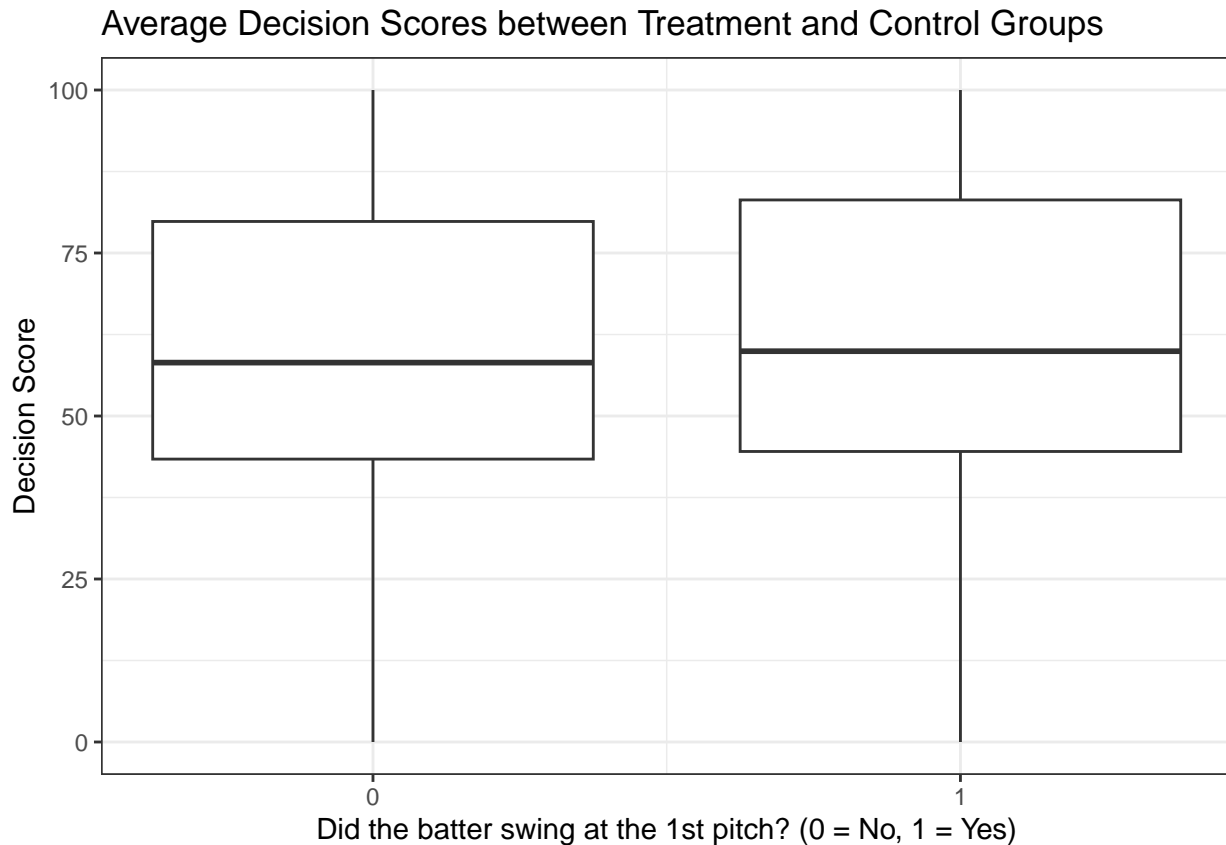 Average Decision Scores between Treatment and Control Groups
100
75
50
25
0
Decision Score
0
1
Did the batter swing at the 1st pitch? (0 = No, 1 = Yes)